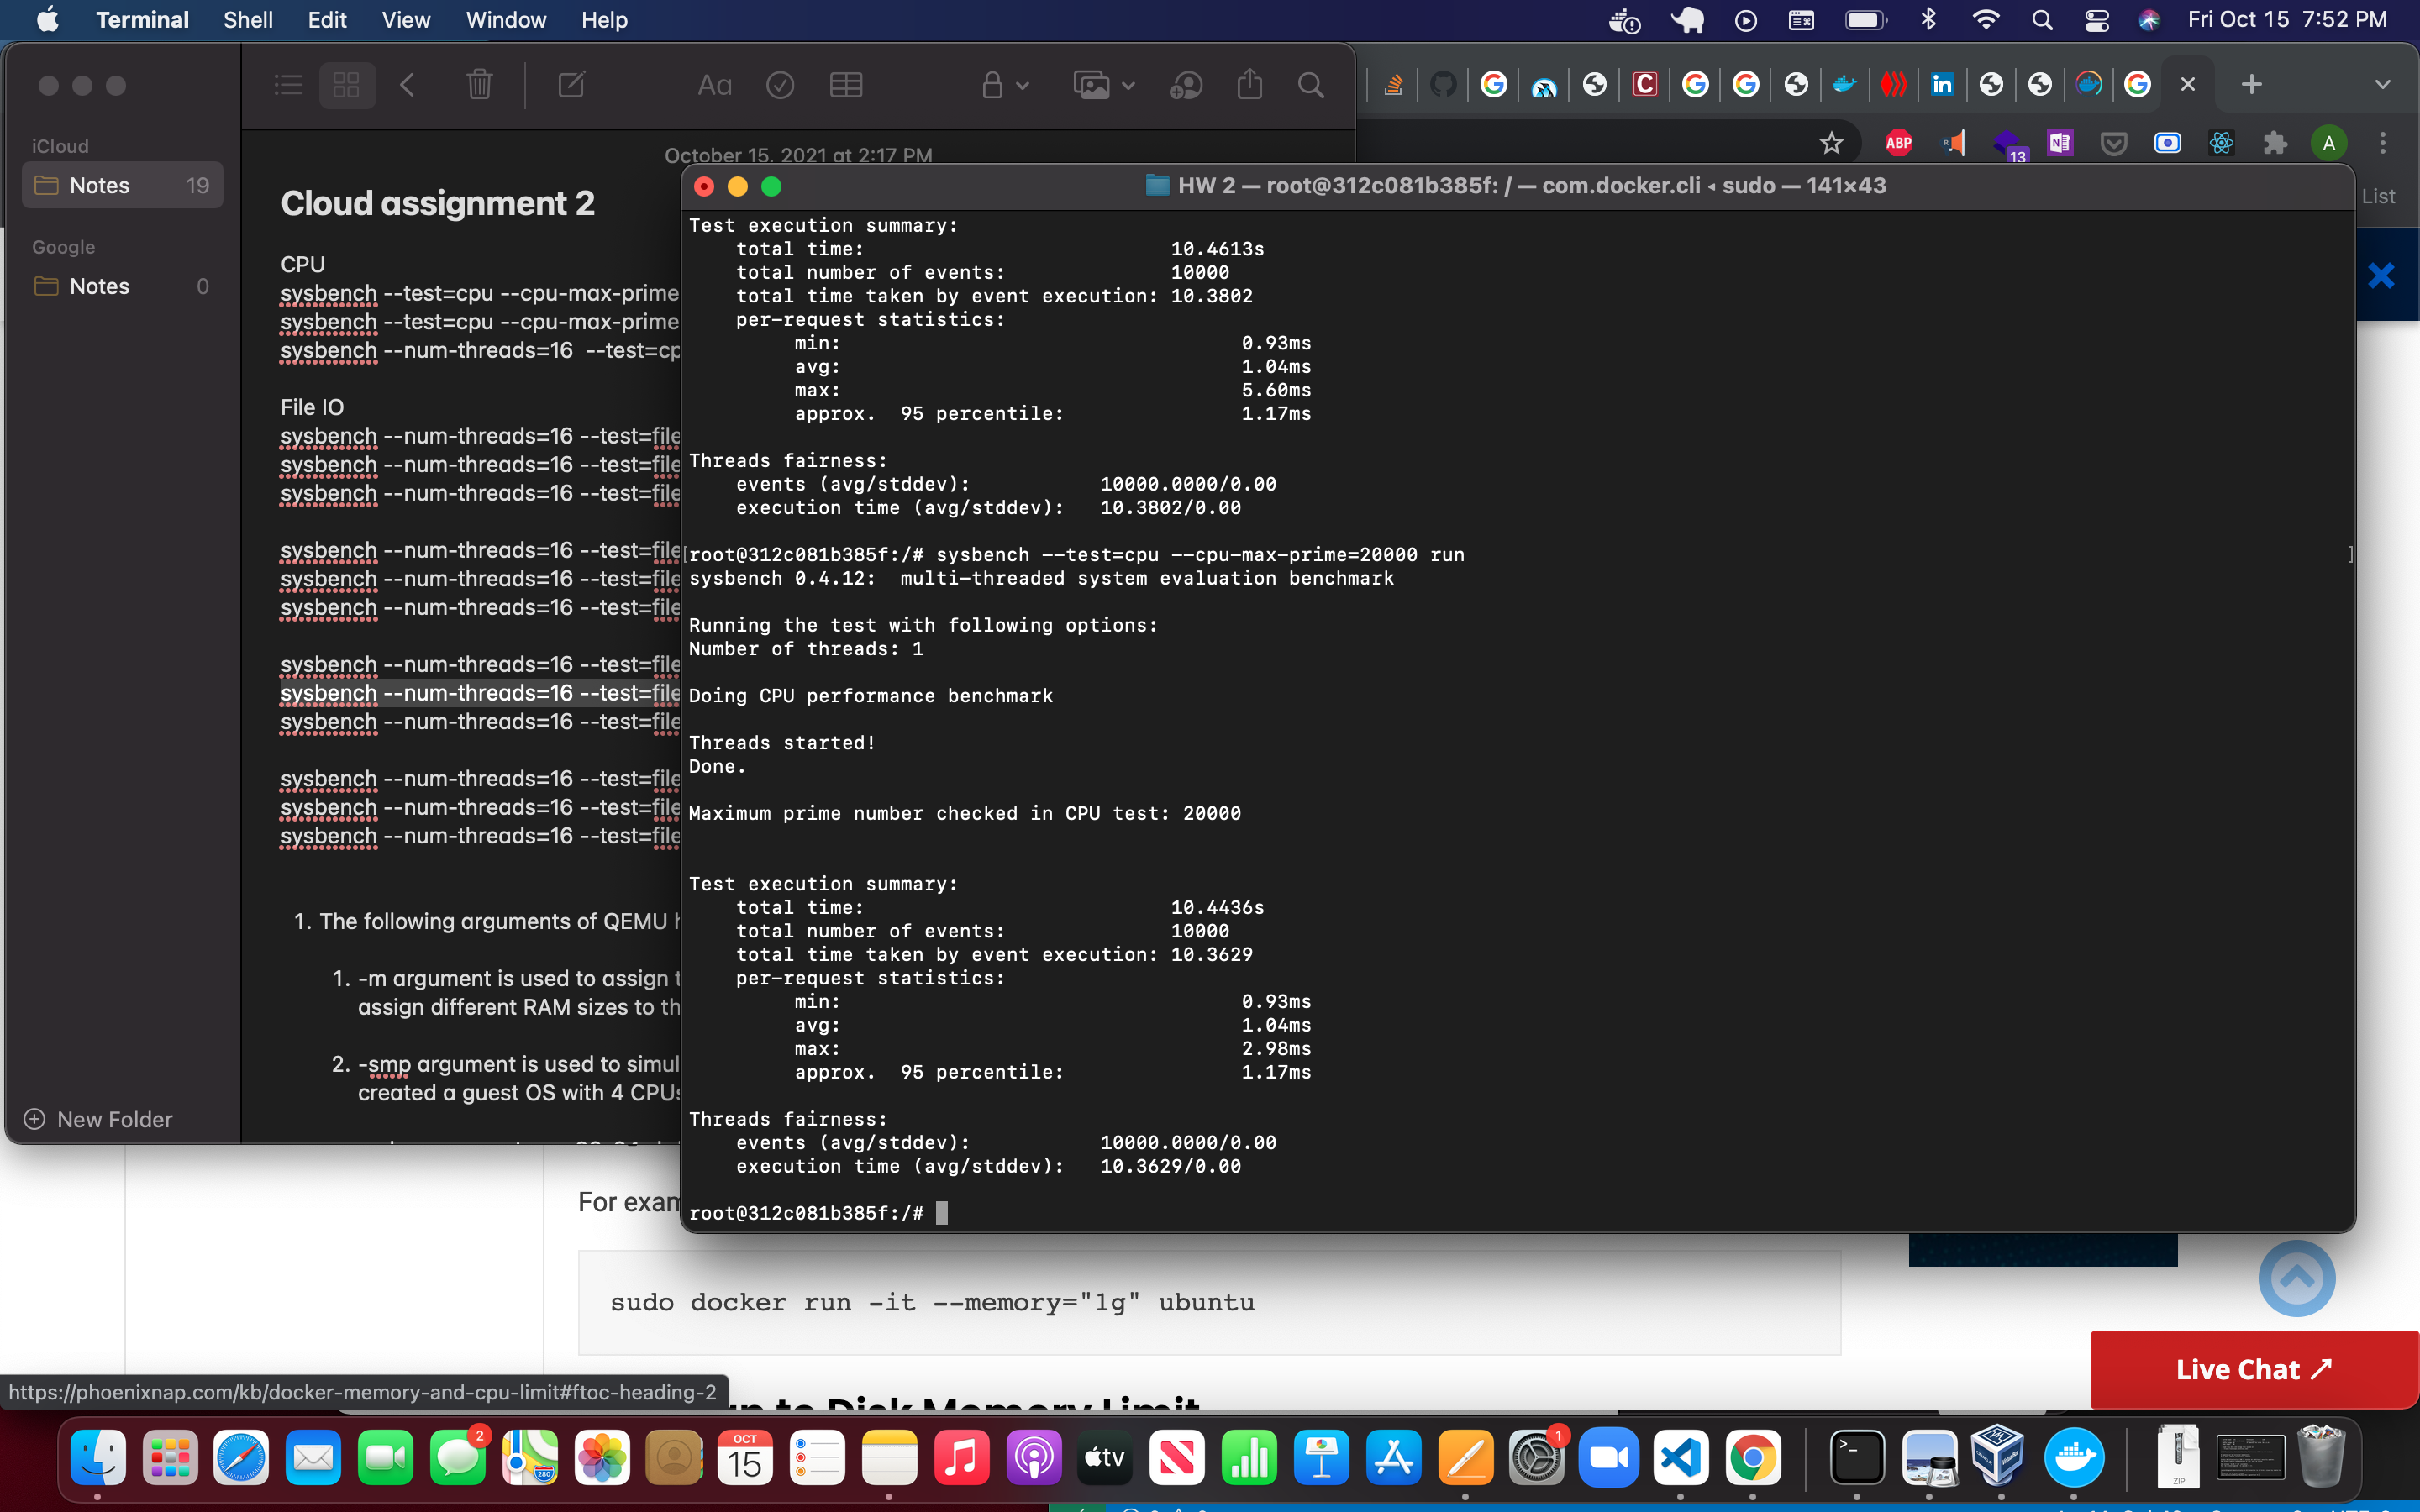 Terminal Shell Edit View Window Help Fri Oct 15 7:52 PM
Aa
ABP
13
A
iCloud
Notes 19
Google
Notes 0
New Folder
October 15, 2021 at 2:17 PM
Cloud assignment 2
CPU
sysbench --test=cpu --cpu-max-prime
sysbench --test=cpu --cpu-max-prime
sysbench --num-threads=16  --test=cp
File IO
sysbench --num-threads=16 --test=file
sysbench --num-threads=16 --test=file
sysbench --num-threads=16 --test=file
sysbench --num-threads=16 --test=file
sysbench --num-threads=16 --test=file
sysbench --num-threads=16 --test=file
sysbench --num-threads=16 --test=file
sysbench --num-threads=16 --test=file
sysbench --num-threads=16 --test=file
sysbench --num-threads=16 --test=file
sysbench --num-threads=16 --test=file
sysbench --num-threads=16 --test=file
1. The following arguments of QEMU
1. -m argument is used to assign
assign different RAM sizes to th
2. -smp argument is used to simul
created a guest OS with 4 CPUs
HW 2 — root@312c081b385f: / — com.docker.cli ◂ sudo — 141×43
List
Test execution summary:
    total time:                          10.4613s
    total number of events:              10000
    total time taken by event execution: 10.3802
    per-request statistics:
         min:                                  0.93ms
         avg:                                  1.04ms
         max:                                  5.60ms
         approx.  95 percentile:               1.17ms
Threads fairness:
    events (avg/stddev):           10000.0000/0.00
    execution time (avg/stddev):   10.3802/0.00
[root@312c081b385f:/# sysbench --test=cpu --cpu-max-prime=20000 run ]
sysbench 0.4.12:  multi-threaded system evaluation benchmark
Running the test with following options:
Number of threads: 1
Doing CPU performance benchmark
Threads started!
Done.
Maximum prime number checked in CPU test: 20000
Test execution summary:
    total time:                          10.4436s
    total number of events:              10000
    total time taken by event execution: 10.3629
    per-request statistics:
         min:                                  0.93ms
         avg:                                  1.04ms
         max:                                  2.98ms
         approx.  95 percentile:               1.17ms
Threads fairness:
    events (avg/stddev):           10000.0000/0.00
    execution time (avg/stddev):   10.3629/0.00
root@312c081b385f:/#
For exam
sudo docker run -it --memory="1g" ubuntu
to Disk Memory Limit
Live Chat
https://phoenixnap.com/kb/docker-memory-and-cpu-limit#ftoc-heading-2
2
280
OCT
15
tv
1
ZIP